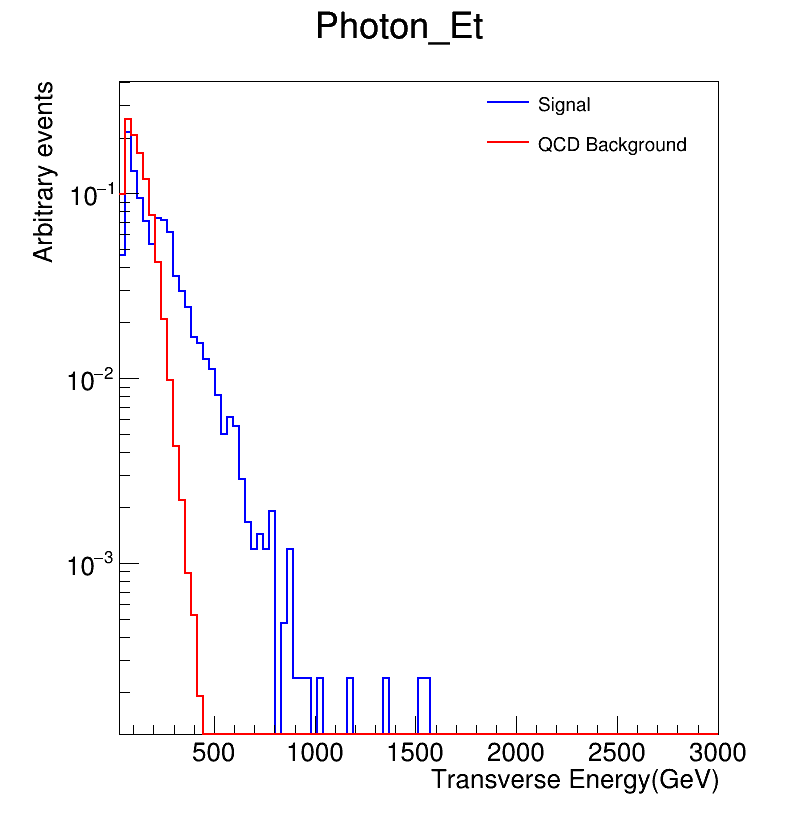 Photon_Et
Arbitrary events
Signal
QCD Background
10⁻¹
10⁻²
10⁻³
500 1000 1500 2000 2500 3000
Transverse Energy(GeV)